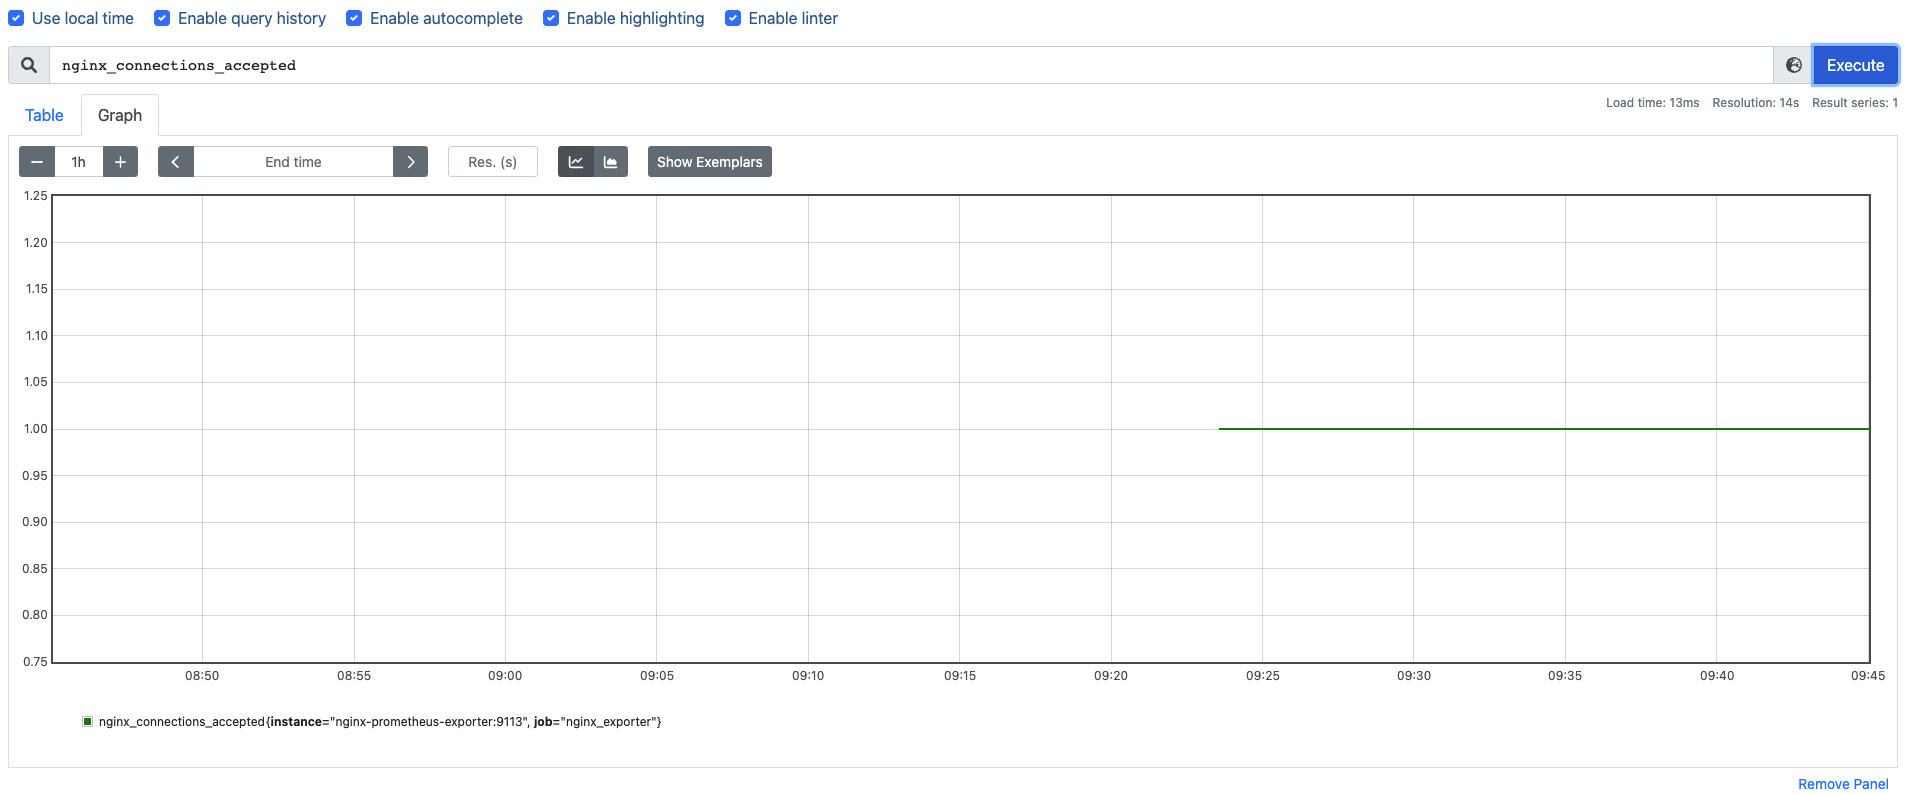 Use local time Enable query history Enable autocomplete Enable highlighting Enable linter
nginx_connections_accepted Execute
Table Graph Load time: 13ms Resolution: 14s Result series: 1
1h End time Res. (s) Show Exemplars
1.25
1.20
1.15
1.10
1.05
1.00
0.95
0.90
0.85
0.80
0.75
08:50 08:55 09:00 09:05 09:10 09:15 09:20 09:25 09:30 09:35 09:40 09:45
nginx_connections_accepted{instance="nginx-prometheus-exporter:9113", job="nginx_exporter"}
Remove Panel